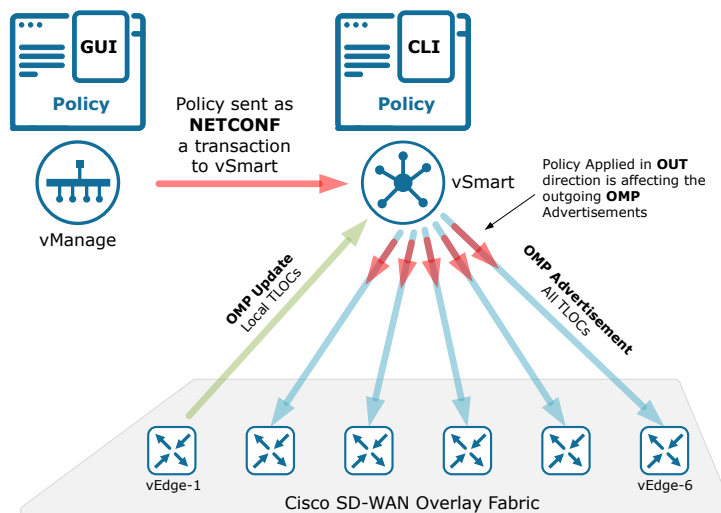 GUI
Policy
CLI
Policy
Policy sent as
NETCONF
a transaction
to vSmart
vManage
vSmart
Policy Applied in OUT
direction is affecting the
outgoing OMP
Advertisements
OMP Update
Local TLOCs
OMP Advertisement
All TLOCs
vEdge-1
vEdge-6
Cisco SD-WAN Overlay Fabric